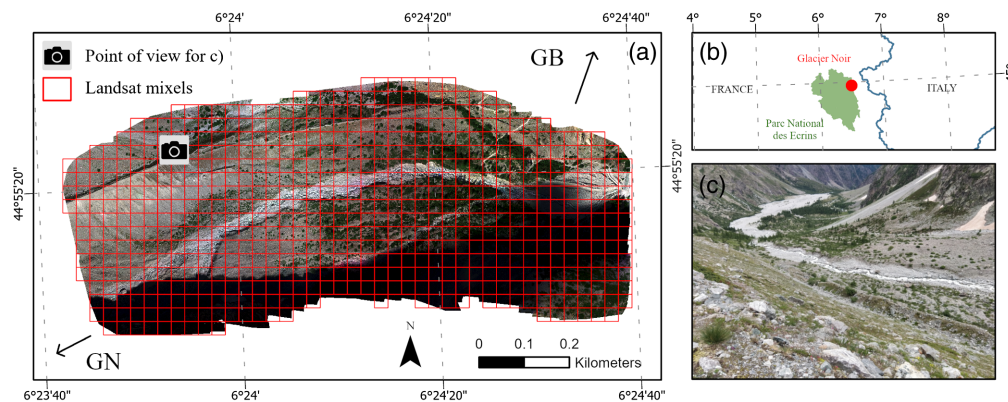 6°24'
6°24'20"
6°24'40"
Point of view for c)
Landsat mixels
GB
(a)
44°55'20"
44°55'20"
GN
N
0
0.1
0.2
Kilometers
6°23'40"
6°24'
6°24'20"
6°24'40"
4°
5°
6°
7°
8°
(b)
Glacier Noir
FRANCE
ITALY
Parc National
des Ecrins
(c)